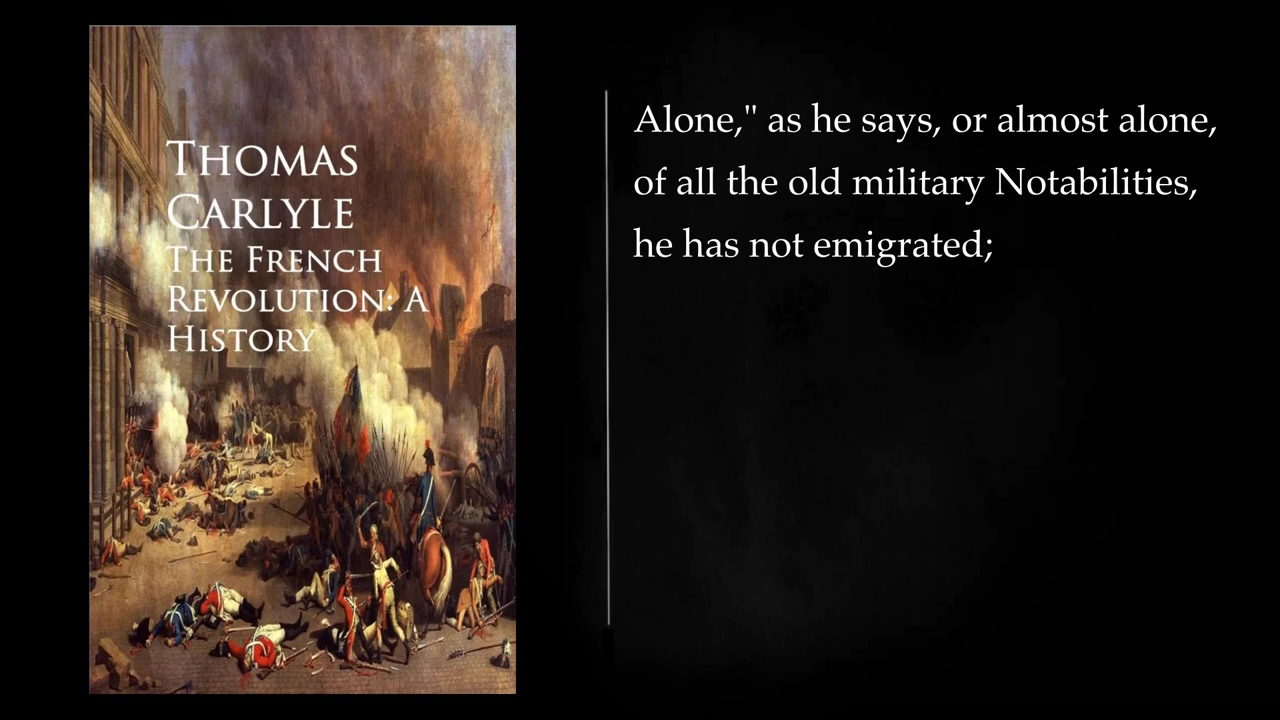 THOMAS
CARLYLE
THE FRENCH
REVOLUTION: A
HISTORY
Alone," as he says, or almost alone,
of all the old military Notabilities,
he has not emigrated;